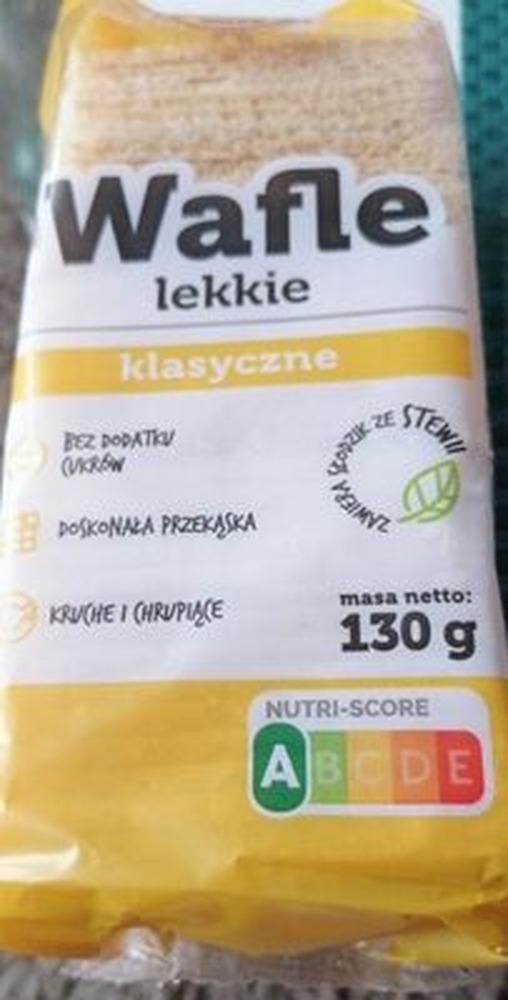 Wafle
lekkie
klasyczne
BEZ DODATKU
CUKRÓW
ZAWIERA SŁODZIK ZE STEWII
DOSKONAŁA PRZEKĄSKA
KRUCHE I CHRUPIĄCE
masa netto:
130 g
NUTRI-SCORE
A B C D E